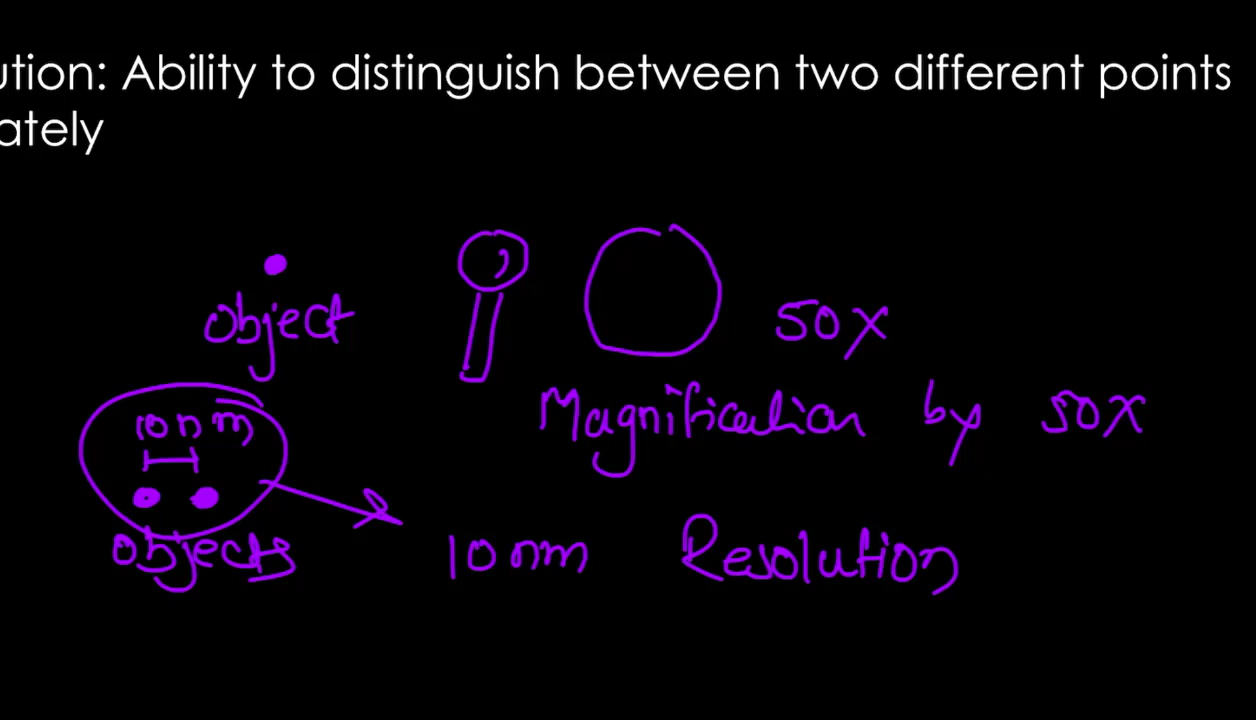 ution: Ability to distinguish between two different points
ately
object
50X
Magnification by 50X
10nm
objects
10nm Resolution